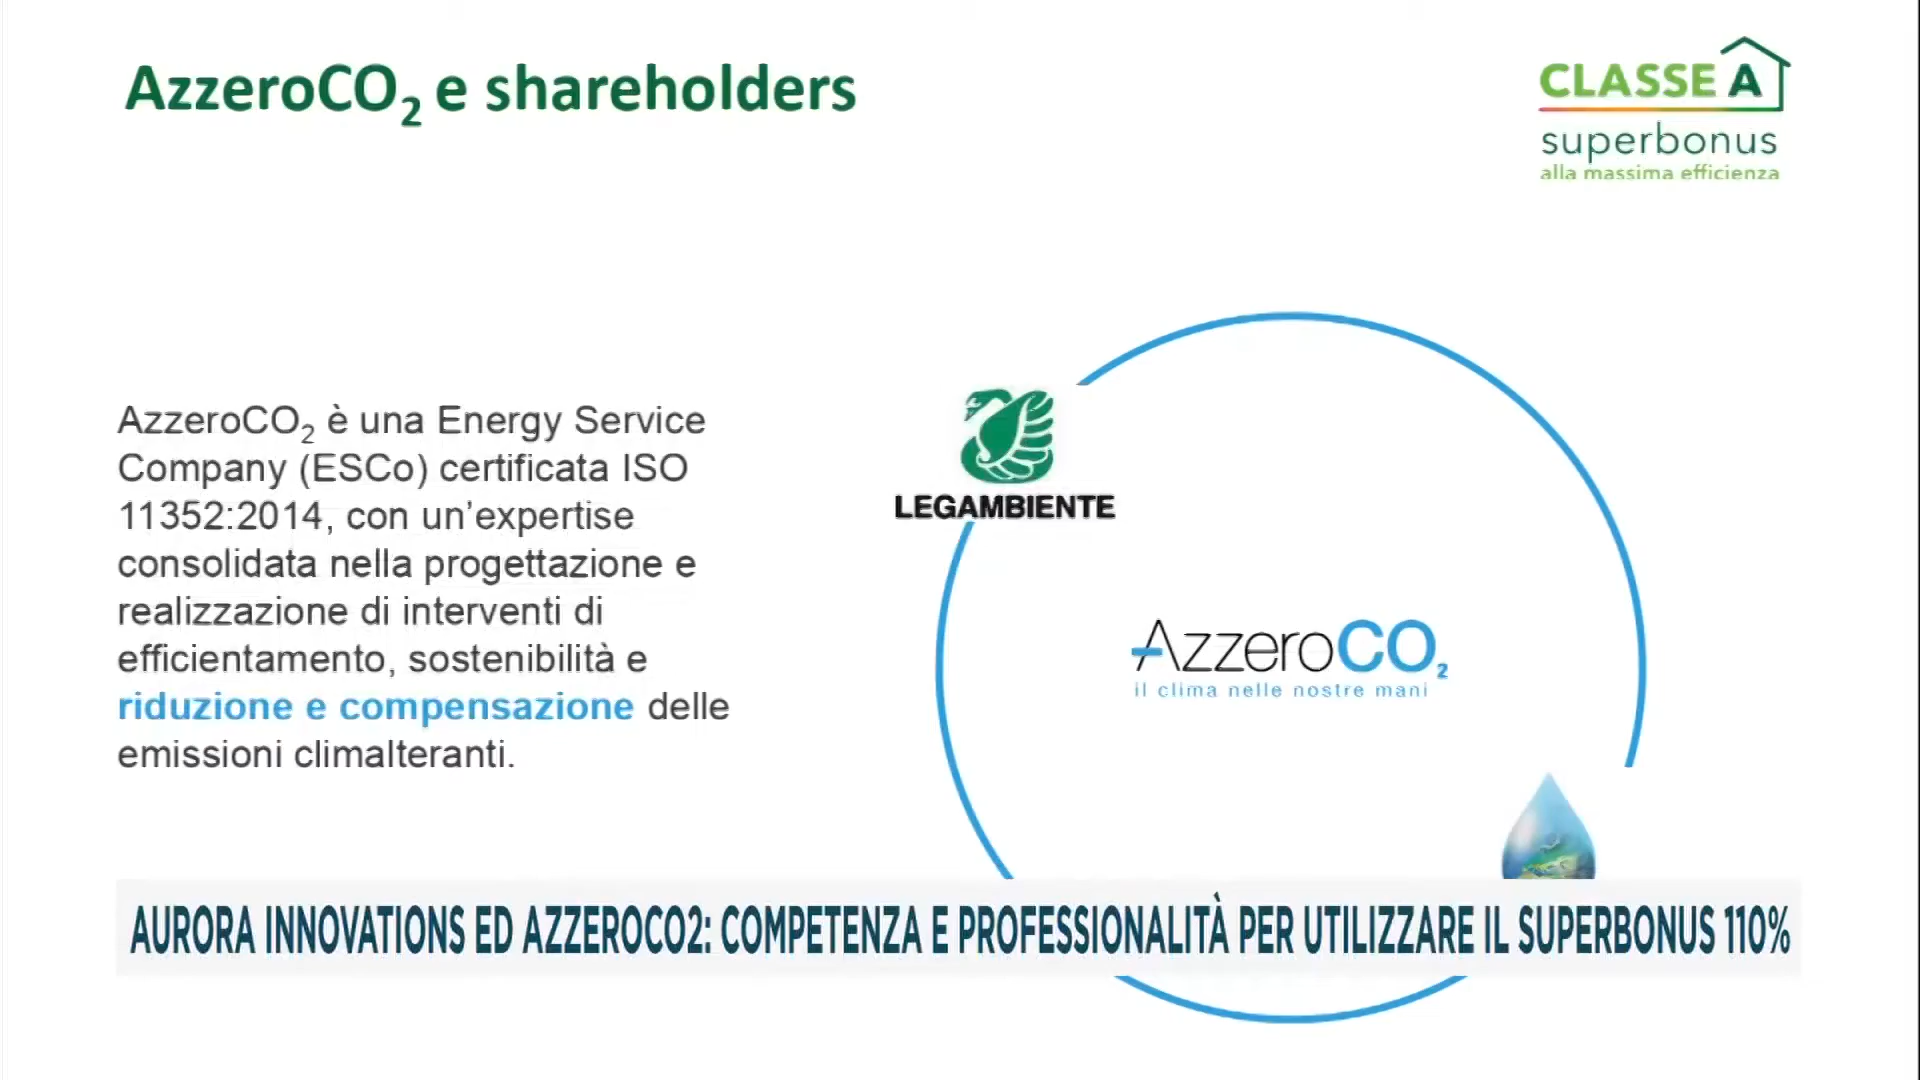 AzzeroCO₂ e shareholders
CLASSE A
superbonus
alla massima efficienza
AzzeroCO₂ è una Energy Service
Company (ESCo) certificata ISO
11352:2014, con un’expertise
consolidata nella progettazione e
realizzazione di interventi di
efficientamento, sostenibilità e
riduzione e compensazione delle
emissioni climalteranti.
LEGAMBIENTE
AzzeroCO₂
il clima nelle nostre mani
AURORA INNOVATIONS ED AZZEROCO2: COMPETENZA E PROFESSIONALITÀ PER UTILIZZARE IL SUPERBONUS 110%